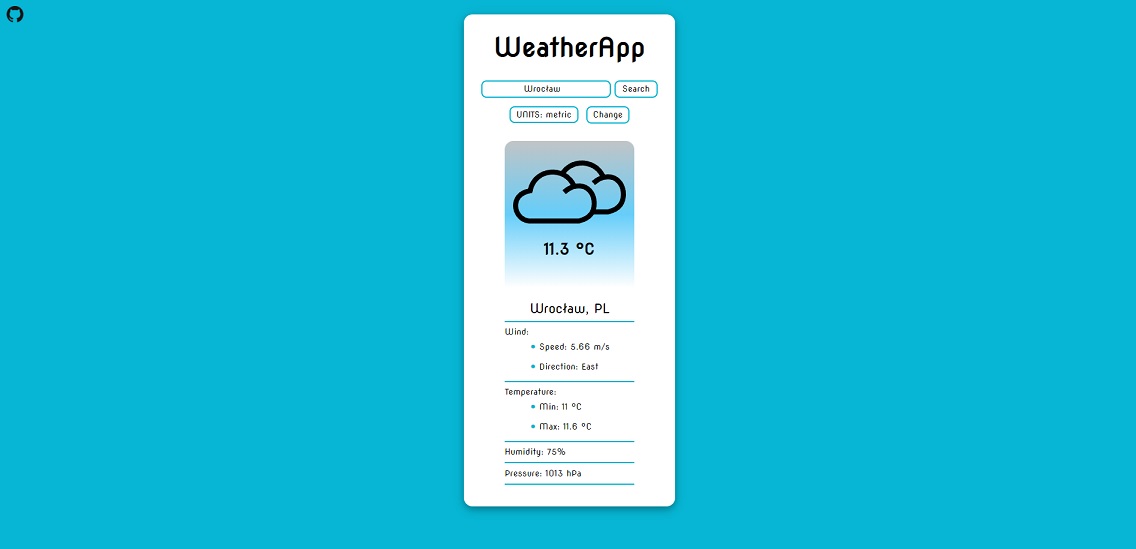 WeatherApp
Wrocław Search
UNITS: metric Change
11.3 °C
Wrocław, PL
Wind:
Speed: 5.66 m/s
Direction: East
Temperature:
Min: 11 °C
Max: 11.6 °C
Humidity: 75%
Pressure: 1013 hPa